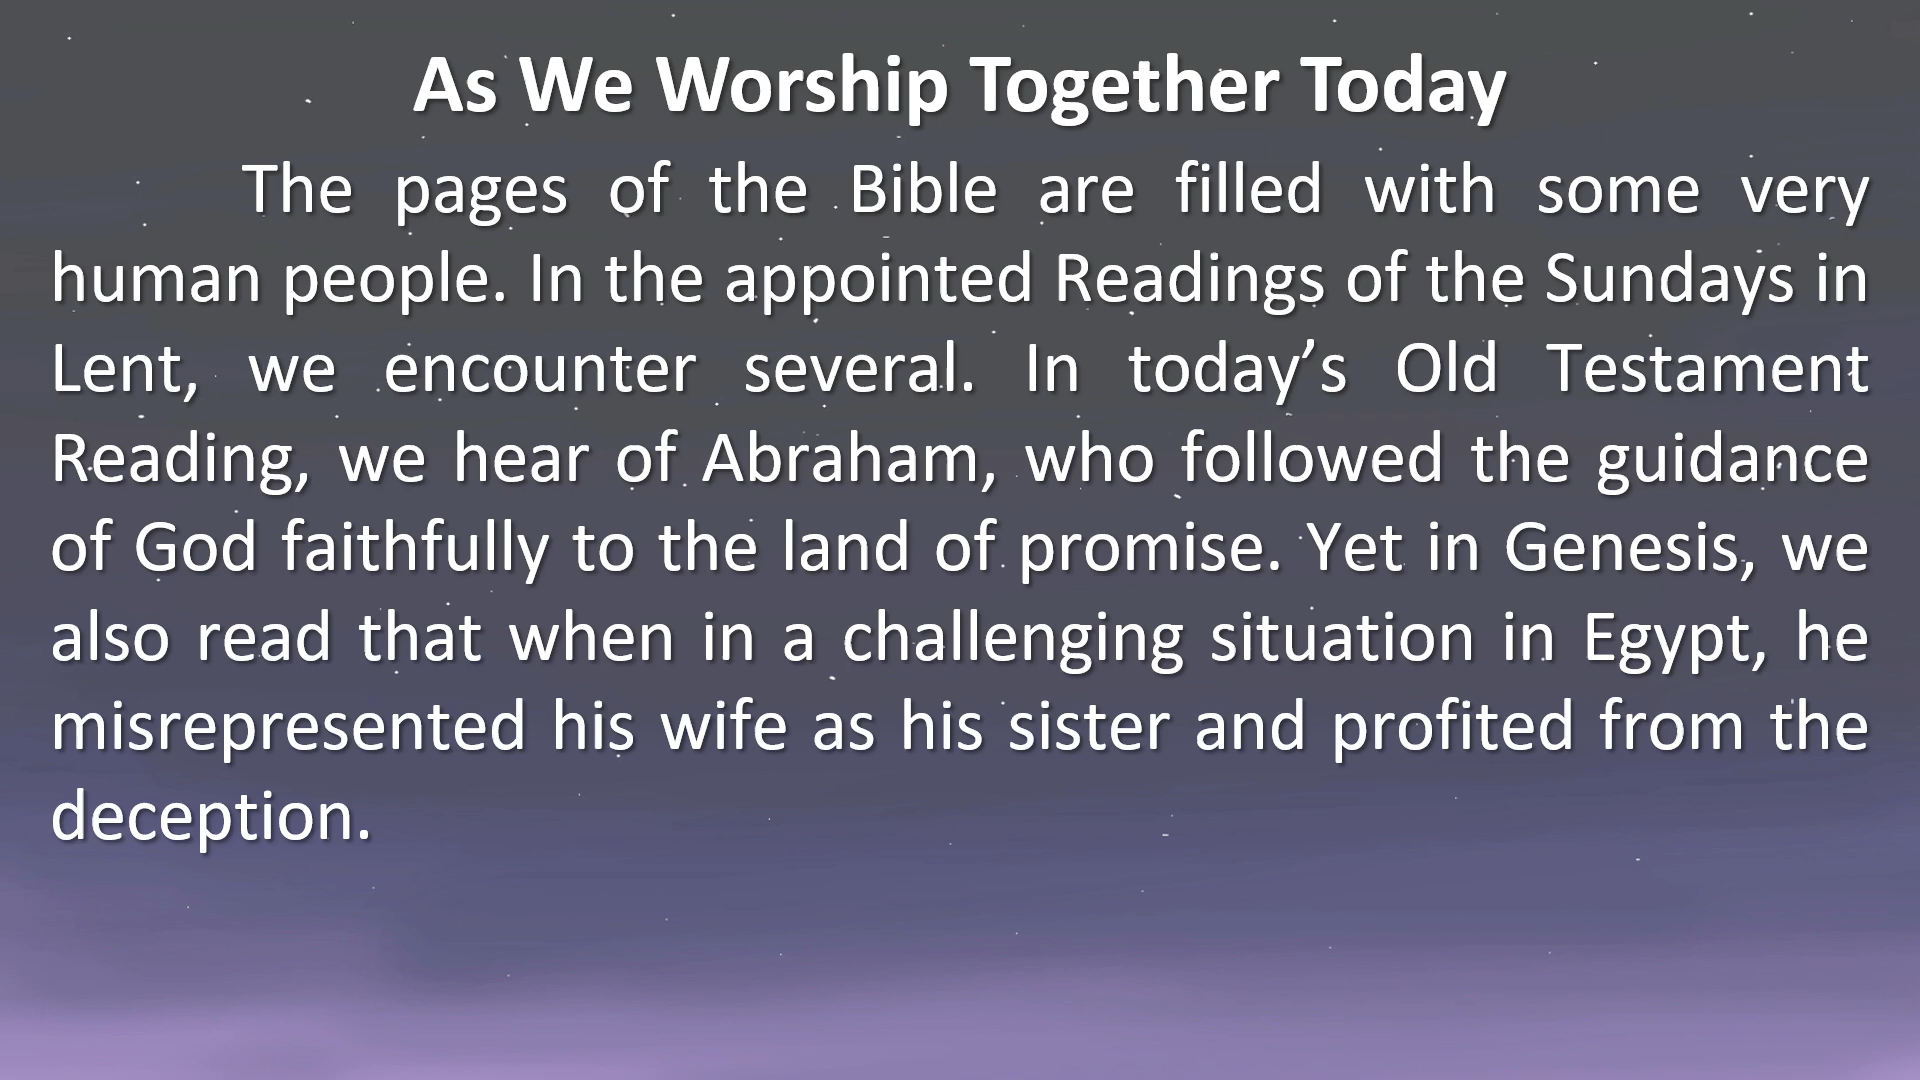 As We Worship Together Today
The pages of the Bible are filled with some very
human people. In the appointed Readings of the Sundays in
Lent, we encounter several. In today’s Old Testament
Reading, we hear of Abraham, who followed the guidance
of God faithfully to the land of promise. Yet in Genesis, we
also read that when in a challenging situation in Egypt, he
misrepresented his wife as his sister and profited from the
deception.